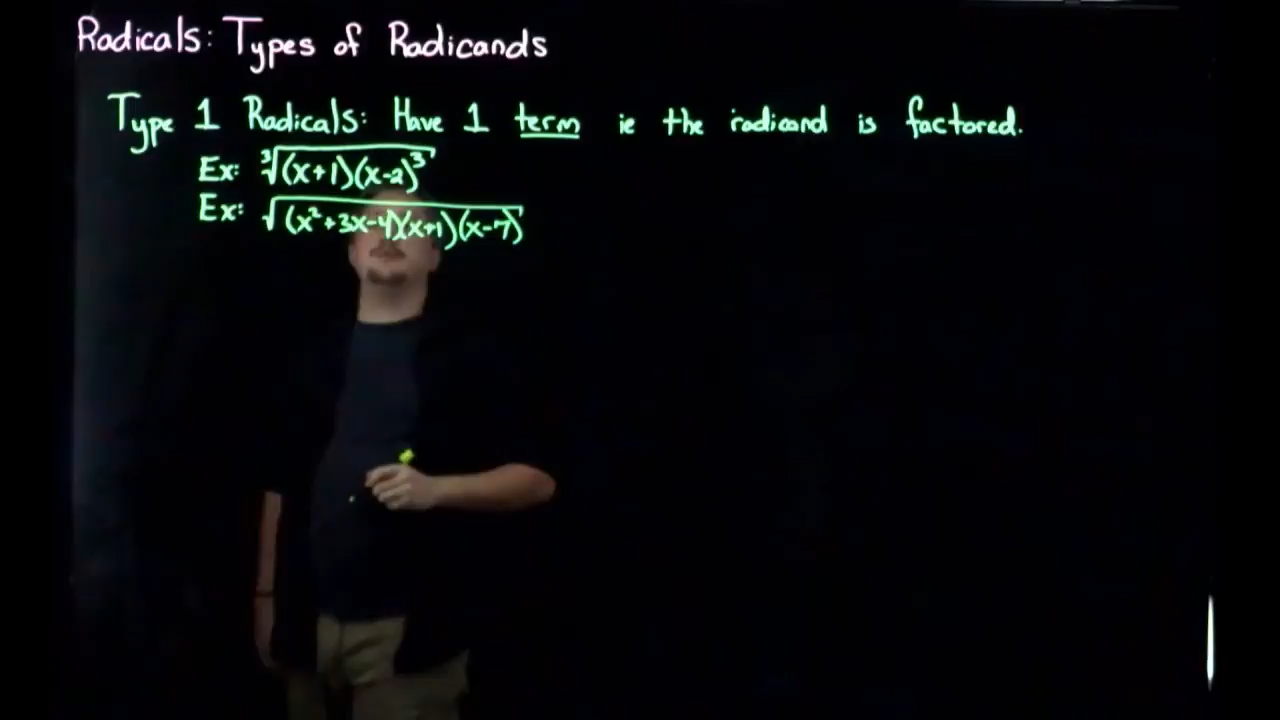 Radicals: Types of Radicands
Type 1 Radicals: Have 1 term ie the radicand is factored.
Ex: ∛((x+1)(x-2)³)
Ex: √((x²+3x-4)(x+1)(x-7))